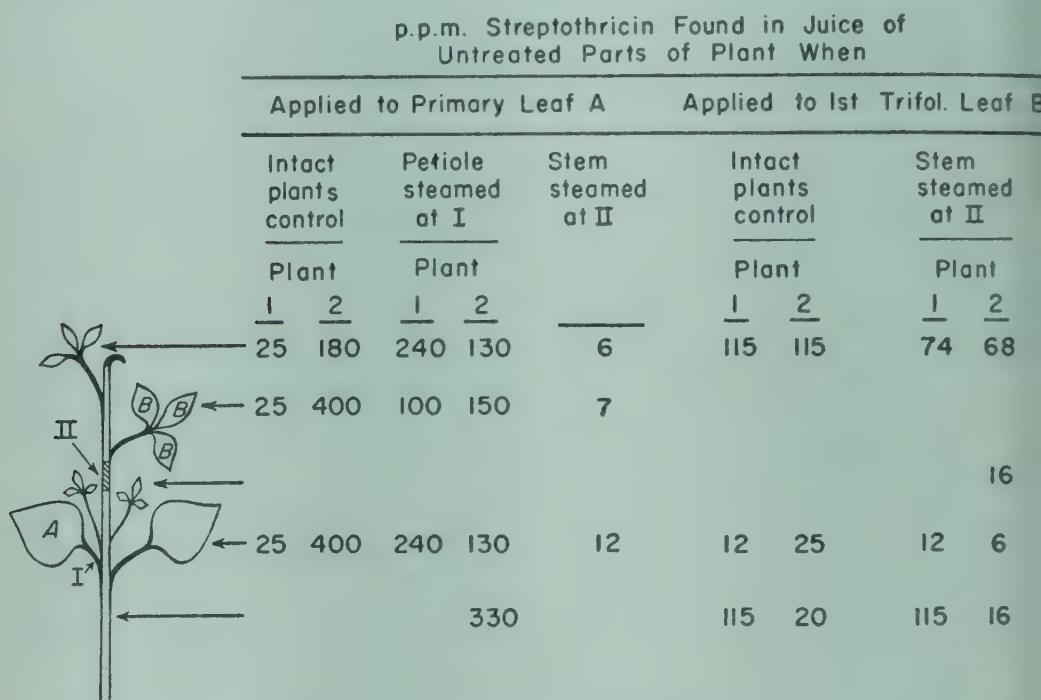 p.p.m. Streptothricin Found in Juice of
Untreated Parts of Plant When
Applied to Primary Leaf A Applied to 1st Trifol. Leaf B
Intact Petiole Stem Intact Stem
plants steamed steamed plants steamed
control at I at II control at II
Plant Plant Plant Plant
1 2 1 2 1 2 1 2
25 180 240 130 6 115 115 74 68
B B 25 400 100 150 7
B
II
16
A 25 400 240 130 12 12 25 12 6
I
330 115 20 115 16